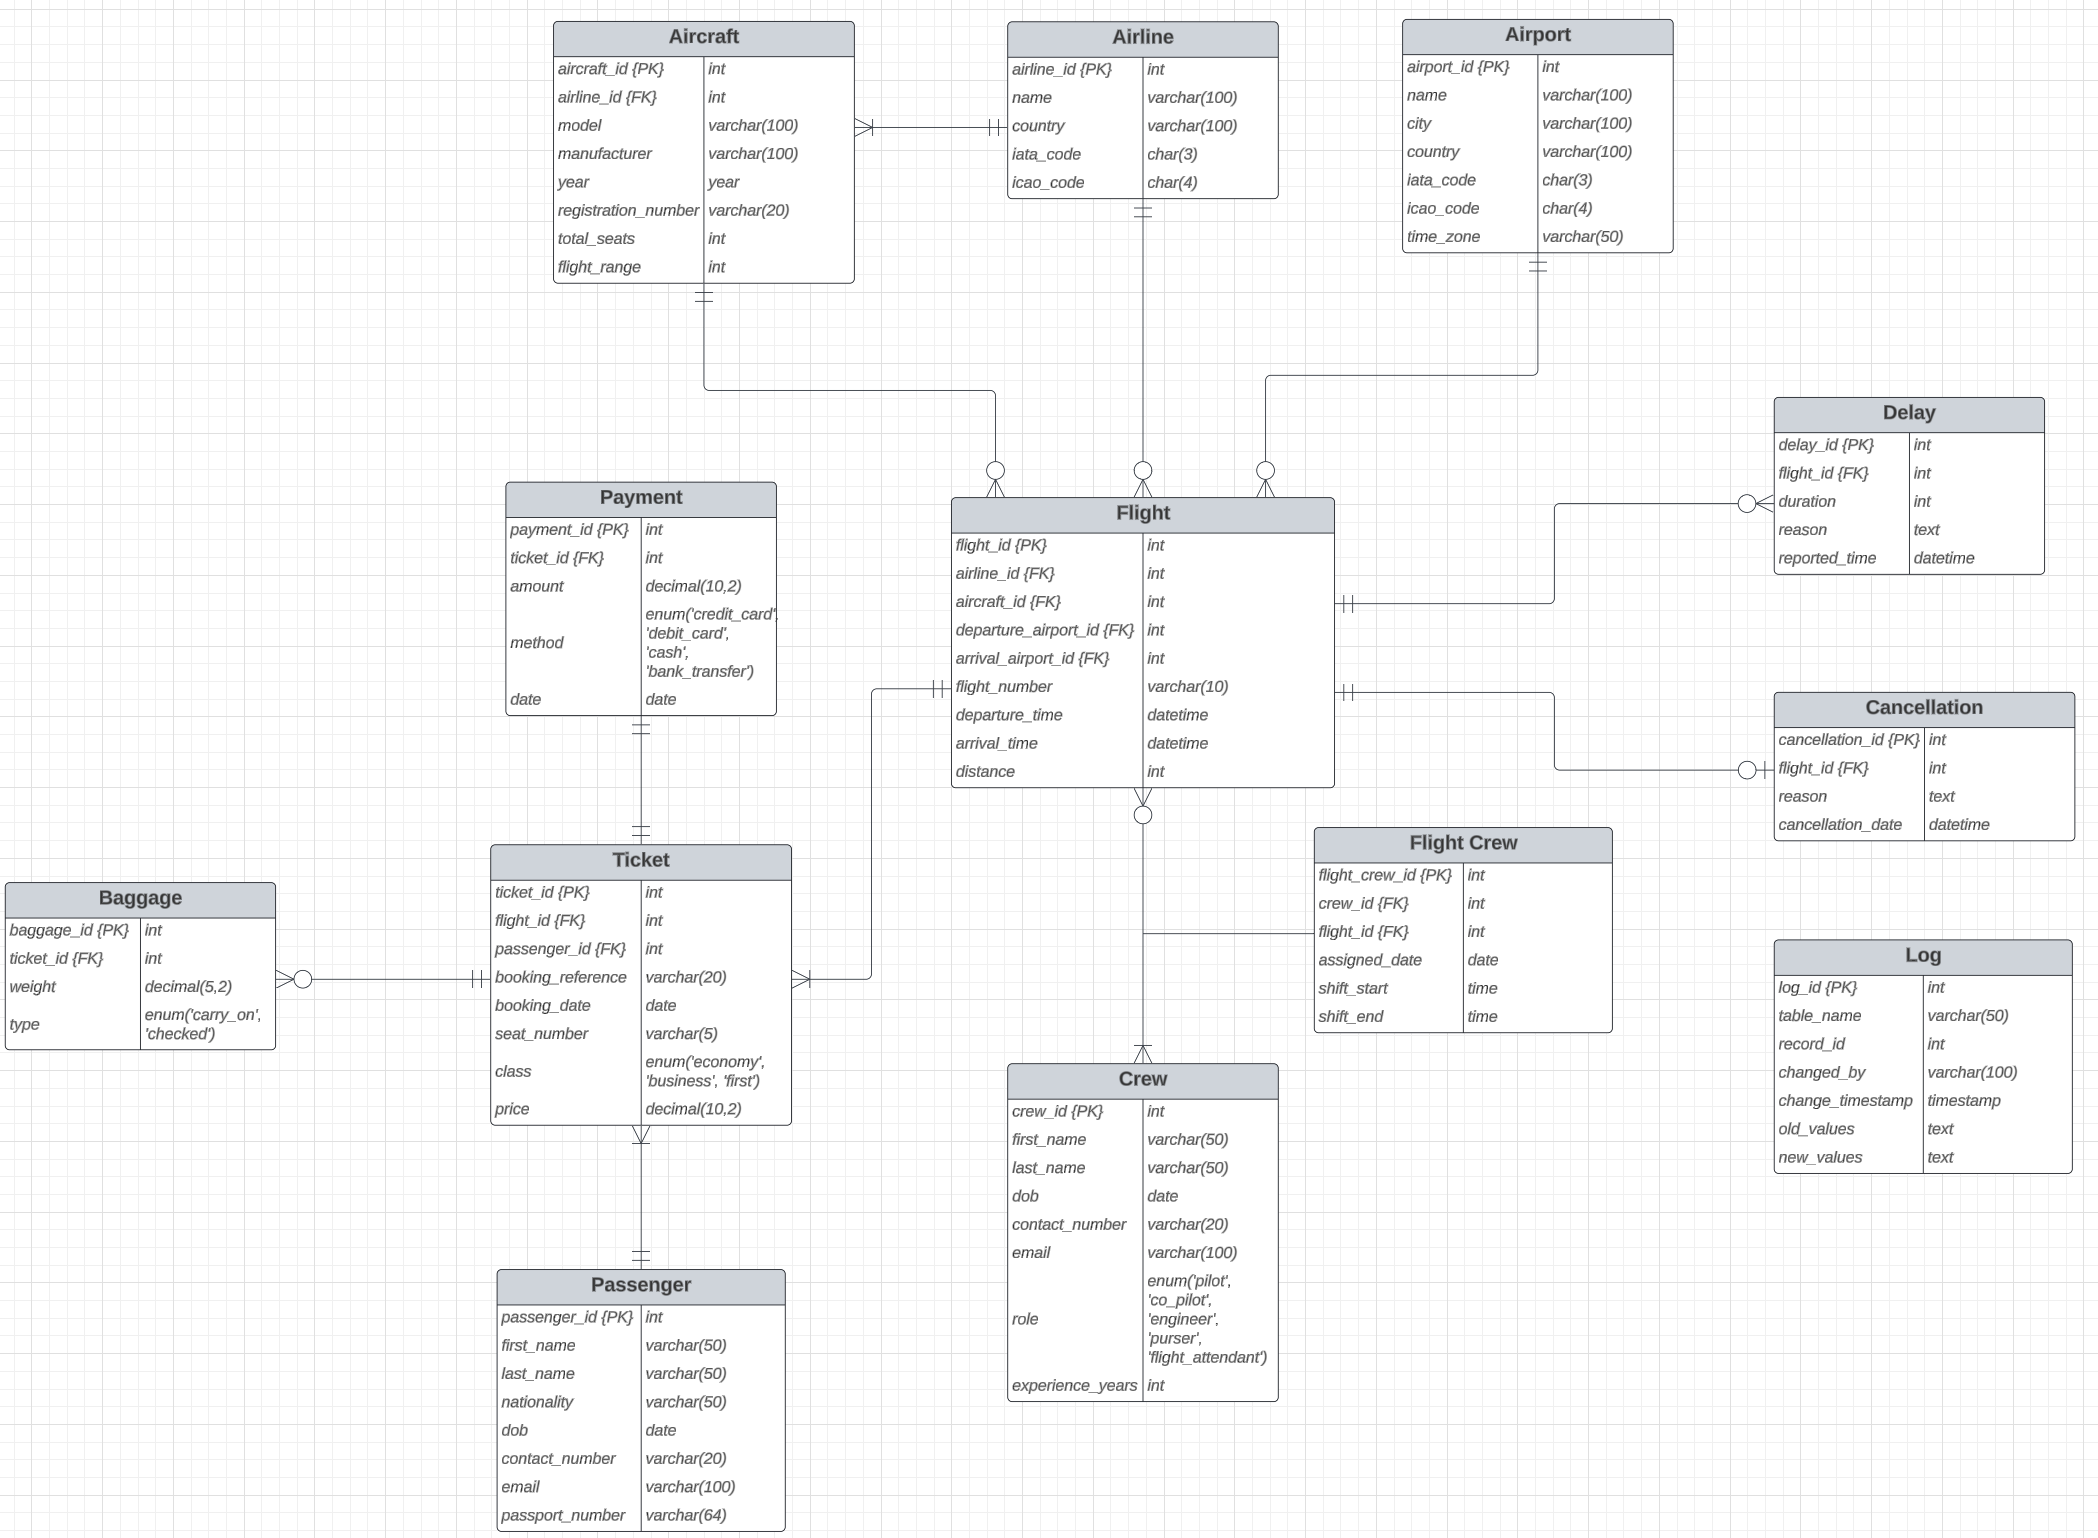 Aircraft
aircraft_id {PK} int
airline_id {FK} int
model varchar(100)
manufacturer varchar(100)
year year
registration_number varchar(20)
total_seats int
flight_range int
Airline
airline_id {PK} int
name varchar(100)
country varchar(100)
iata_code char(3)
icao_code char(4)
Airport
airport_id {PK} int
name varchar(100)
city varchar(100)
country varchar(100)
iata_code char(3)
icao_code char(4)
time_zone varchar(50)
Delay
delay_id {PK} int
flight_id {FK} int
duration int
reason text
reported_time datetime
Payment
payment_id {PK} int
ticket_id {FK} int
amount decimal(10,2)
method
enum('credit_card',
'debit_card',
'cash',
'bank_transfer')
date date
Flight
flight_id {PK} int
airline_id {FK} int
aircraft_id {FK} int
departure_airport_id {FK} int
arrival_airport_id {FK} int
flight_number varchar(10)
departure_time datetime
arrival_time datetime
distance int
Cancellation
cancellation_id {PK} int
flight_id {FK} int
reason text
cancellation_date datetime
Flight Crew
flight_crew_id {PK} int
crew_id {FK} int
flight_id {FK} int
assigned_date date
shift_start time
shift_end time
Ticket
ticket_id {PK} int
flight_id {FK} int
passenger_id {FK} int
booking_reference varchar(20)
booking_date date
seat_number varchar(5)
class
enum('economy',
'business', 'first')
price decimal(10,2)
Baggage
baggage_id {PK} int
ticket_id {FK} int
weight decimal(5,2)
type
enum('carry_on',
'checked')
Log
log_id {PK} int
table_name varchar(50)
record_id int
changed_by varchar(100)
change_timestamp timestamp
old_values text
new_values text
Crew
crew_id {PK} int
first_name varchar(50)
last_name varchar(50)
dob date
contact_number varchar(20)
email varchar(100)
role
enum('pilot',
'co_pilot',
'engineer',
'purser',
'flight_attendant')
experience_years int
Passenger
passenger_id {PK} int
first_name varchar(50)
last_name varchar(50)
nationality varchar(50)
dob date
contact_number varchar(20)
email varchar(100)
passport_number varchar(64)